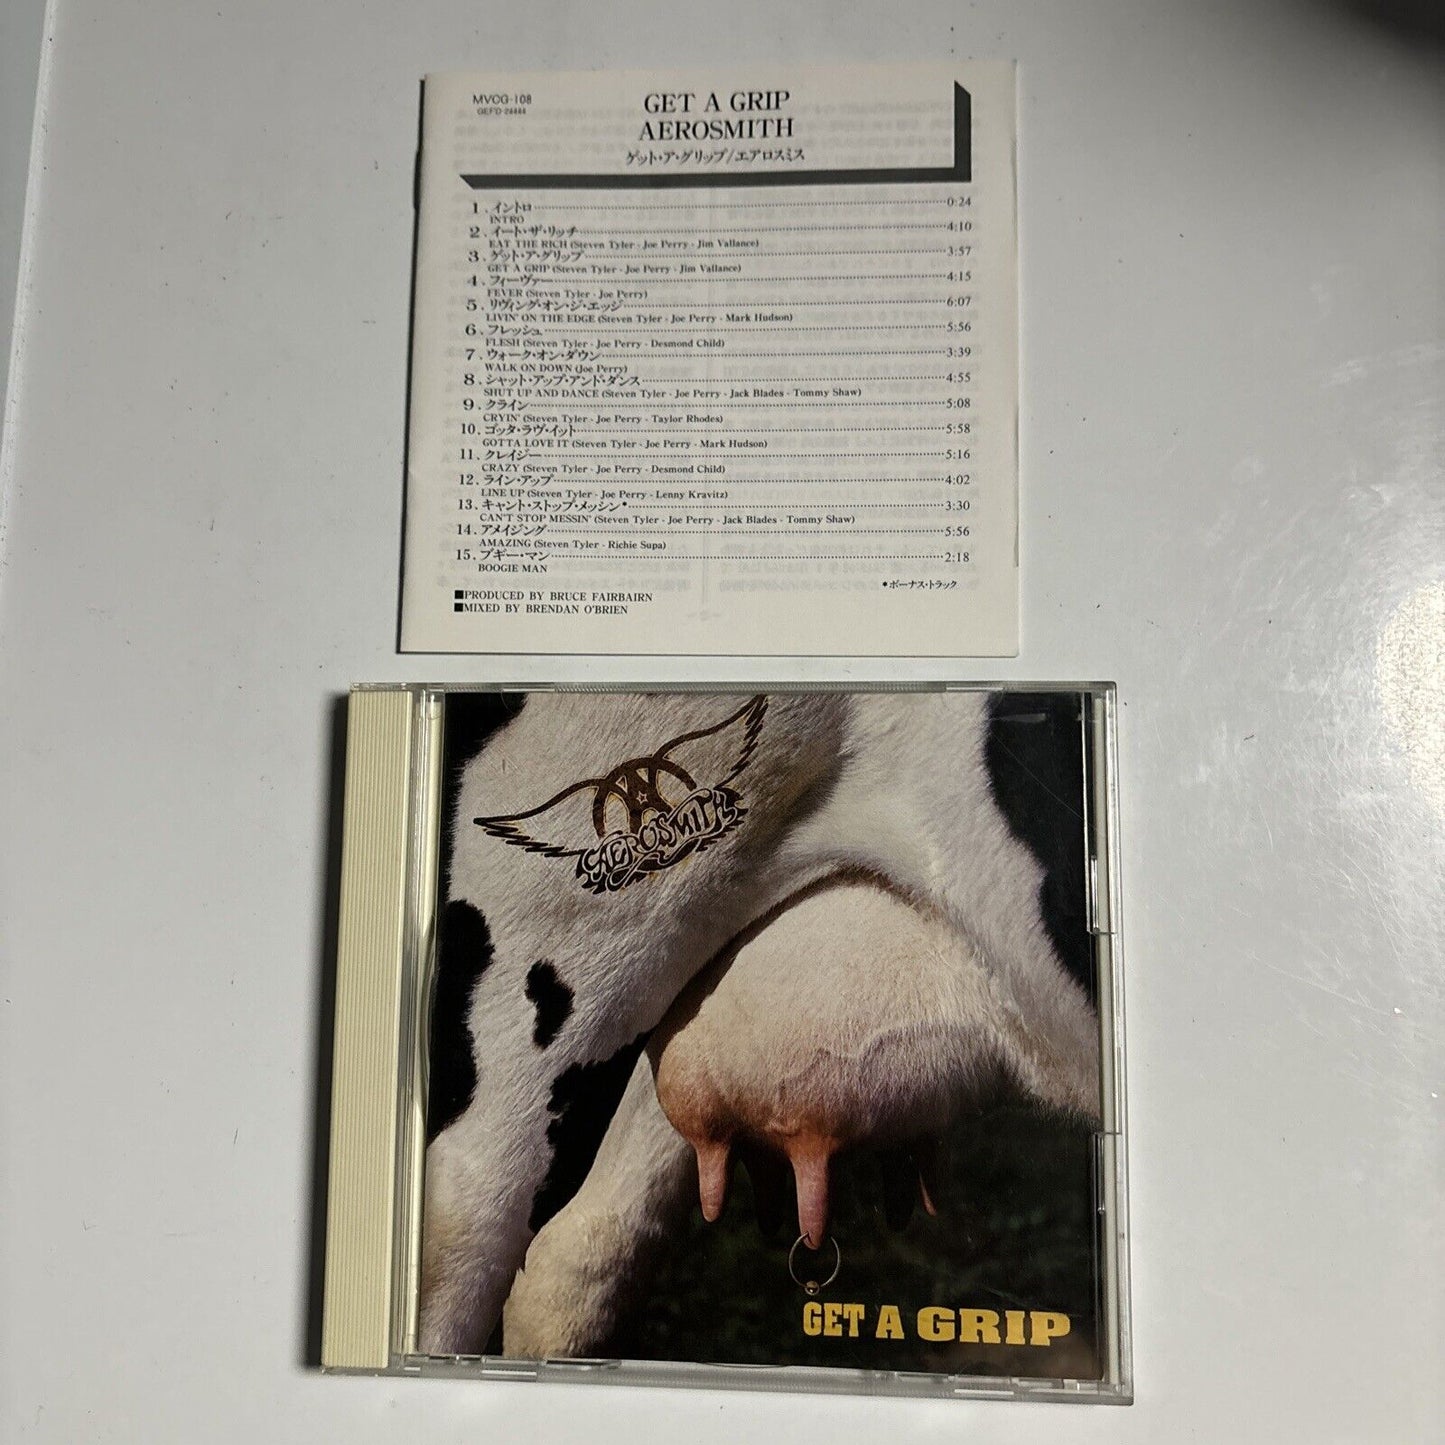 MVCG-108
GEFD-24444
GET A GRIP
AEROSMITH
ゲット・ア・グリップ/エアロスミス
1. イントロ 0:24
INTRO
2. イート・ザ・リッチ 4:10
EAT THE RICH (Steven Tyler - Joe Perry - Jim Vallance)
3. ゲット・ア・グリップ 3:57
GET A GRIP (Steven Tyler - Joe Perry - Jim Vallance)
4. フィーヴァー 4:15
FEVER (Steven Tyler - Joe Perry)
5. リヴィング・オン・ジ・エッジ 6:07
LIVIN' ON THE EDGE (Steven Tyler - Joe Perry - Mark Hudson)
6. フレッシュ 5:56
FLESH (Steven Tyler - Joe Perry - Desmond Child)
7. ウォーク・オン・ダウン 3:39
WALK ON DOWN (Joe Perry)
8. シャット・アップ・アンド・ダンス 4:55
SHUT UP AND DANCE (Steven Tyler - Joe Perry - Jack Blades - Tommy Shaw)
9. クライン 5:08
CRYIN' (Steven Tyler - Joe Perry - Taylor Rhodes)
10. ゴッタ・ラヴ・イット 5:58
GOTTA LOVE IT (Steven Tyler - Joe Perry - Mark Hudson)
11. クレイジー 5:16
CRAZY (Steven Tyler - Joe Perry - Desmond Child)
12. ライン・アップ 4:02
LINE UP (Steven Tyler - Joe Perry - Lenny Kravitz)
13. キャント・ストップ・メッシン* 3:30
CAN'T STOP MESSIN' (Steven Tyler - Joe Perry - Jack Blades - Tommy Shaw)
14. アメイジング 5:56
AMAZING (Steven Tyler - Richie Supa)
15. ブギー・マン 2:18
BOOGIE MAN
*ボーナス・トラック
■PRODUCED BY BRUCE FAIRBAIRN
■MIXED BY BRENDAN O'BRIEN
AEROSMITH
GET A GRIP